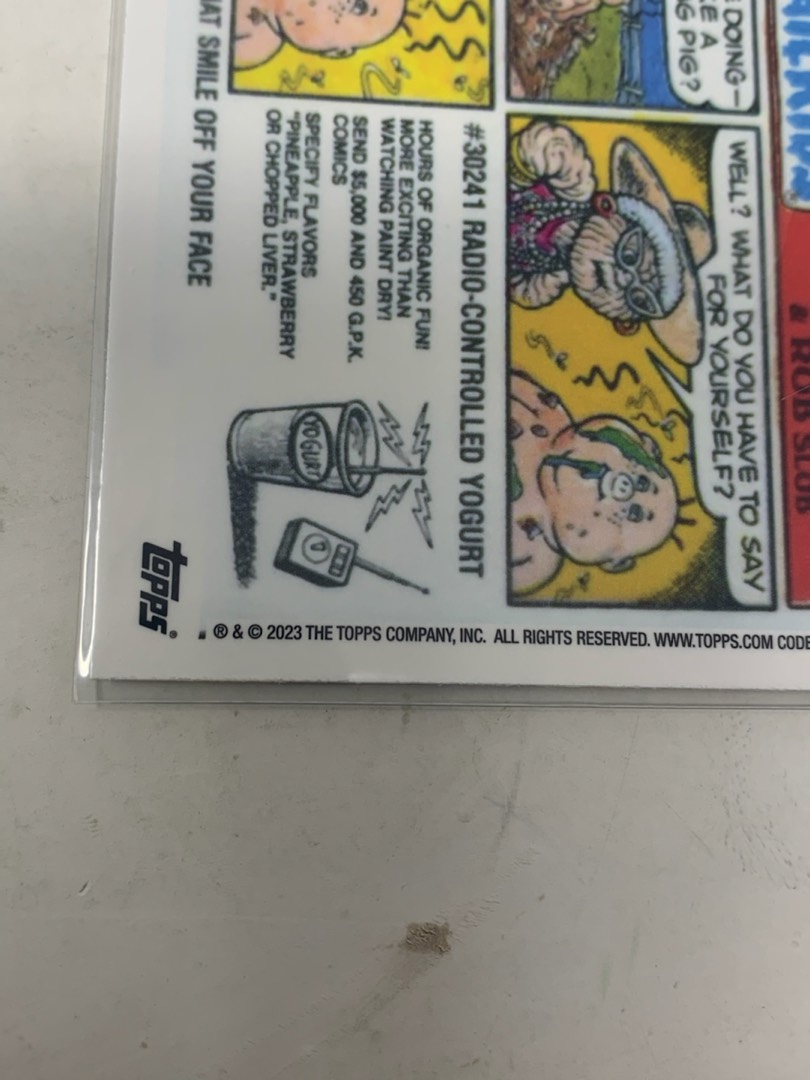 DOING—
A
PIG?
WELL? WHAT DO YOU HAVE TO SAY
FOR YOURSELF?
& ROB SLOB
#30241 RADIO-CONTROLLED YOGURT
HOURS OF ORGANIC FUN!
MORE EXCITING THAN
WATCHING PAINT DRY!
SEND $5,000 AND 450 G.P.K.
COMICS
SPECIFY FLAVORS
"PINEAPPLE, STRAWBERRY
OR CHOPPED LIVER."
YOGURT
SMILE OFF YOUR FACE
topps®
® & © 2023 THE TOPPS COMPANY, INC. ALL RIGHTS RESERVED. WWW.TOPPS.COM CODE